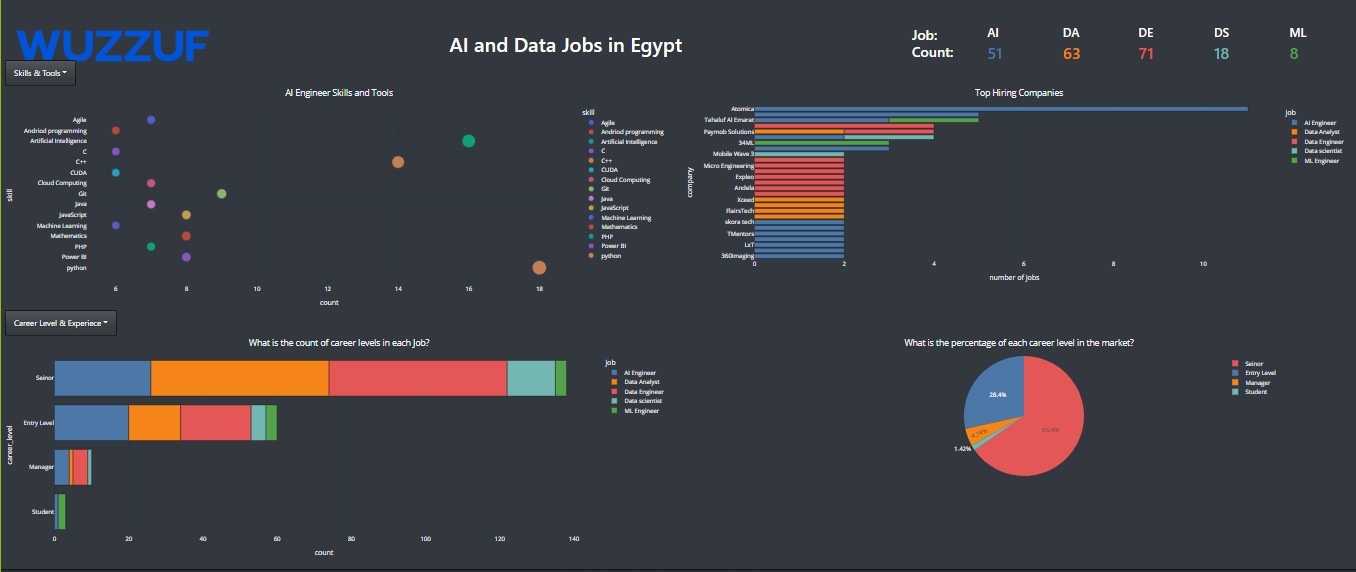 WUZZUF
AI and Data Jobs in Egypt
Job: AI DA DE DS ML
Count: 51 63 71 18 8
Skills & Tools
AI Engineer Skills and Tools
skill
Agile
Andriod programming
Artificial Intelligence
C
C++
CUDA
Cloud Computing
Git
Java
JavaScript
Machine Learning
Mathematics
PHP
Power BI
python
6 8 10 12 14 16 18
count
skill
Agile
Andriod programming
Artificial Intelligence
C
C++
CUDA
Cloud Computing
Git
Java
JavaScript
Machine Learning
Mathematics
PHP
Power BI
python
Top Hiring Companies
company
Atomica
Tahaluf Al Emarat
Paymob Solutions
34ML
Mobile Wave 3
Micro Engineering
Expleo
Andela
Xceed
FlairsTech
skora tech
TMentors
LxT
360Imaging
0 2 4 6 8 10
number of jobs
job
AI Engineer
Data Analyst
Data Engineer
Data scientist
ML Engineer
Career Level & Experiece
What is the count of career levels in each Job?
career_level
Seinor
Entry Level
Manager
Student
0 20 40 60 80 100 120 140
count
Job
AI Engineer
Data Analyst
Data Engineer
Data scientist
ML Engineer
What is the percentage of each career level in the market?
28.4%
65.4%
4.74%
1.42%
Seinor
Entry Level
Manager
Student